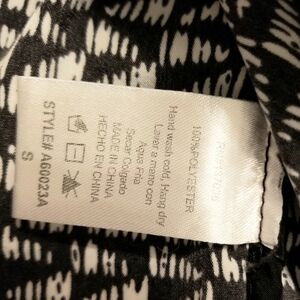 100%POLYESTER
Hand wash cold, Hang dry
Lavar a mano con
Agua Fria
Secar Colgado
MADE IN CHINA
HECHO EN CHINA
STYLE# A60023A
S